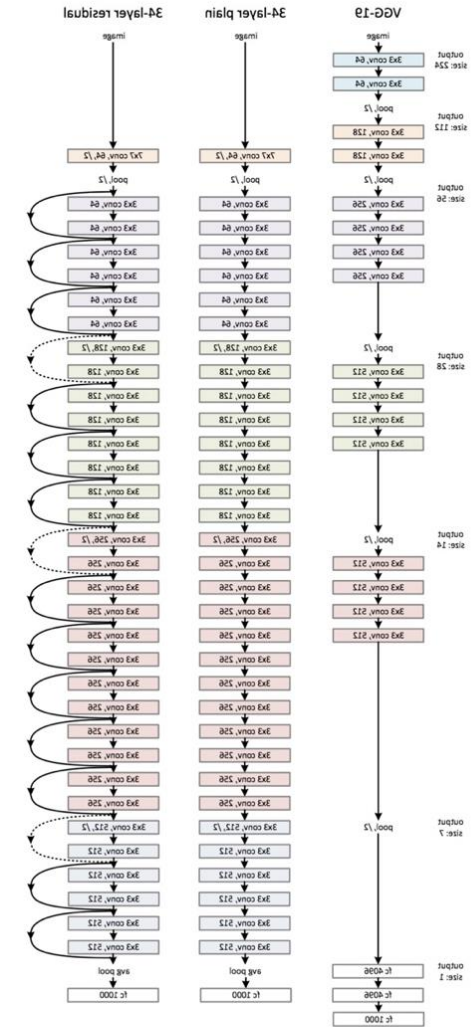 VGG-19
image
output
size: 224
3x3 conv, 64
3x3 conv, 64
pool, /2
output
size: 112
3x3 conv, 128
3x3 conv, 128
pool, /2
output
size: 56
3x3 conv, 256
3x3 conv, 256
3x3 conv, 256
3x3 conv, 256
pool, /2
output
size: 28
3x3 conv, 512
3x3 conv, 512
3x3 conv, 512
3x3 conv, 512
pool, /2
output
size: 14
3x3 conv, 512
3x3 conv, 512
3x3 conv, 512
3x3 conv, 512
pool, /2
output
size: 7
output
size: 1
fc 4096
fc 4096
fc 1000
34-layer plain
image
7x7 conv, 64, /2
pool, /2
3x3 conv, 64
3x3 conv, 64
3x3 conv, 64
3x3 conv, 64
3x3 conv, 64
3x3 conv, 64
3x3 conv, 128, /2
3x3 conv, 128
3x3 conv, 128
3x3 conv, 128
3x3 conv, 128
3x3 conv, 128
3x3 conv, 128
3x3 conv, 128
3x3 conv, 256, /2
3x3 conv, 256
3x3 conv, 256
3x3 conv, 256
3x3 conv, 256
3x3 conv, 256
3x3 conv, 256
3x3 conv, 256
3x3 conv, 256
3x3 conv, 256
3x3 conv, 256
3x3 conv, 256
3x3 conv, 512, /2
3x3 conv, 512
3x3 conv, 512
3x3 conv, 512
3x3 conv, 512
3x3 conv, 512
avg pool
fc 1000
34-layer residual
image
7x7 conv, 64, /2
pool, /2
3x3 conv, 64
3x3 conv, 64
3x3 conv, 64
3x3 conv, 64
3x3 conv, 64
3x3 conv, 64
3x3 conv, 128, /2
3x3 conv, 128
3x3 conv, 128
3x3 conv, 128
3x3 conv, 128
3x3 conv, 128
3x3 conv, 128
3x3 conv, 128
3x3 conv, 256, /2
3x3 conv, 256
3x3 conv, 256
3x3 conv, 256
3x3 conv, 256
3x3 conv, 256
3x3 conv, 256
3x3 conv, 256
3x3 conv, 256
3x3 conv, 256
3x3 conv, 256
3x3 conv, 256
3x3 conv, 512, /2
3x3 conv, 512
3x3 conv, 512
3x3 conv, 512
3x3 conv, 512
3x3 conv, 512
avg pool
fc 1000